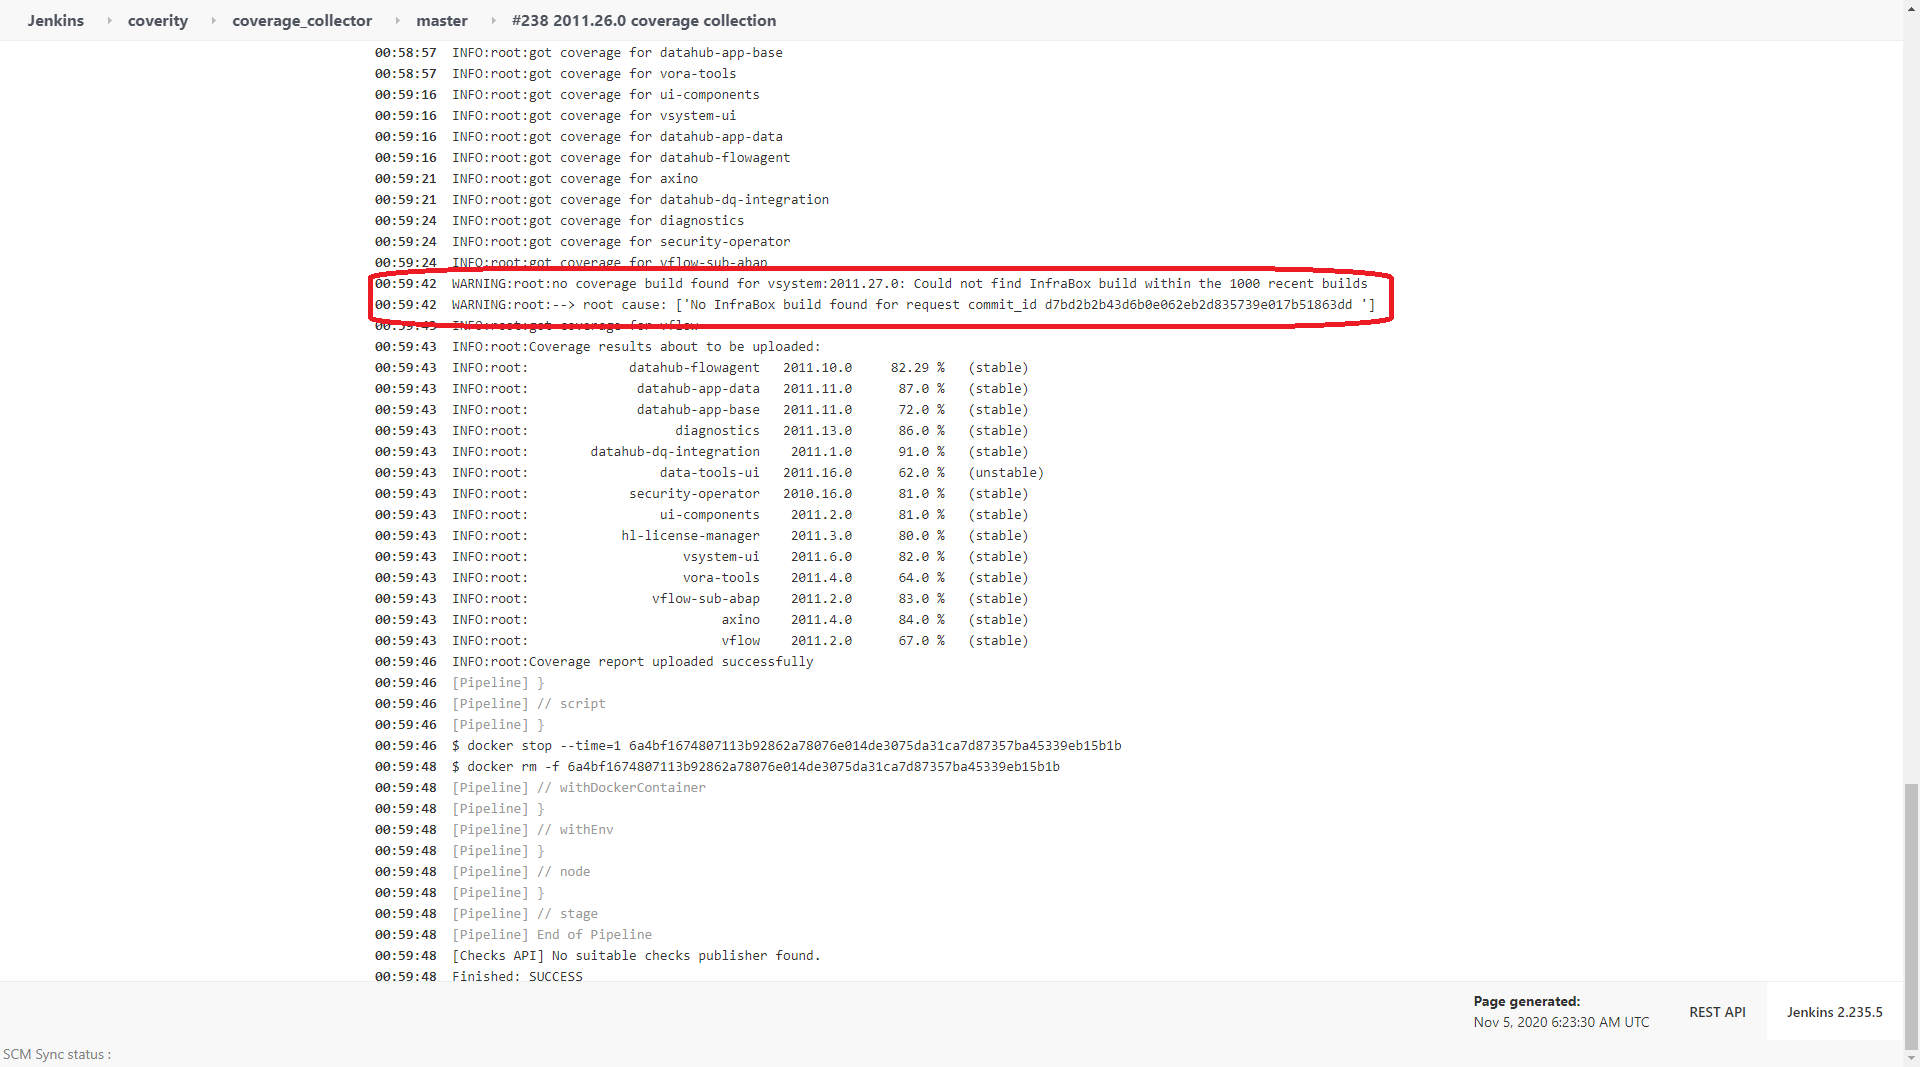 Jenkins coverity coverage_collector master #238 2011.26.0 coverage collection
00:58:57 INFO:root:got coverage for datahub-app-base
00:58:57 INFO:root:got coverage for vora-tools
00:59:16 INFO:root:got coverage for ui-components
00:59:16 INFO:root:got coverage for vsystem-ui
00:59:16 INFO:root:got coverage for datahub-app-data
00:59:16 INFO:root:got coverage for datahub-flowagent
00:59:21 INFO:root:got coverage for axino
00:59:21 INFO:root:got coverage for datahub-dq-integration
00:59:24 INFO:root:got coverage for diagnostics
00:59:24 INFO:root:got coverage for security-operator
00:59:24 INFO:root:got coverage for vflow-sub-abap
00:59:42 WARNING:root:no coverage build found for vsystem:2011.27.0: Could not find InfraBox build within the 1000 recent builds
00:59:42 WARNING:root:--> root cause: ['No InfraBox build found for request commit_id d7bd2b2b43d6b0e062eb2d835739e017b51863dd ']
00:59:43 INFO:root:got coverage for vflow
00:59:43 INFO:root:Coverage results about to be uploaded:
00:59:43 INFO:root: datahub-flowagent 2011.10.0 82.29 % (stable)
00:59:43 INFO:root: datahub-app-data 2011.11.0 87.0 % (stable)
00:59:43 INFO:root: datahub-app-base 2011.11.0 72.0 % (stable)
00:59:43 INFO:root: diagnostics 2011.13.0 86.0 % (stable)
00:59:43 INFO:root: datahub-dq-integration 2011.1.0 91.0 % (stable)
00:59:43 INFO:root: data-tools-ui 2011.16.0 62.0 % (unstable)
00:59:43 INFO:root: security-operator 2010.16.0 81.0 % (stable)
00:59:43 INFO:root: ui-components 2011.2.0 81.0 % (stable)
00:59:43 INFO:root: hl-license-manager 2011.3.0 80.0 % (stable)
00:59:43 INFO:root: vsystem-ui 2011.6.0 82.0 % (stable)
00:59:43 INFO:root: vora-tools 2011.4.0 64.0 % (stable)
00:59:43 INFO:root: vflow-sub-abap 2011.2.0 83.0 % (stable)
00:59:43 INFO:root: axino 2011.4.0 84.0 % (stable)
00:59:43 INFO:root: vflow 2011.2.0 67.0 % (stable)
00:59:46 INFO:root:Coverage report uploaded successfully
00:59:46 [Pipeline] }
00:59:46 [Pipeline] // script
00:59:46 [Pipeline] }
00:59:46 $ docker stop --time=1 6a4bf1674807113b92862a78076e014de3075da31ca7d87357ba45339eb15b1b
00:59:48 $ docker rm -f 6a4bf1674807113b92862a78076e014de3075da31ca7d87357ba45339eb15b1b
00:59:48 [Pipeline] // withDockerContainer
00:59:48 [Pipeline] }
00:59:48 [Pipeline] // withEnv
00:59:48 [Pipeline] }
00:59:48 [Pipeline] // node
00:59:48 [Pipeline] }
00:59:48 [Pipeline] // stage
00:59:48 [Pipeline] End of Pipeline
00:59:48 [Checks API] No suitable checks publisher found.
00:59:48 Finished: SUCCESS
Page generated:
Nov 5, 2020 6:23:30 AM UTC
REST API
Jenkins 2.235.5
SCM Sync status :